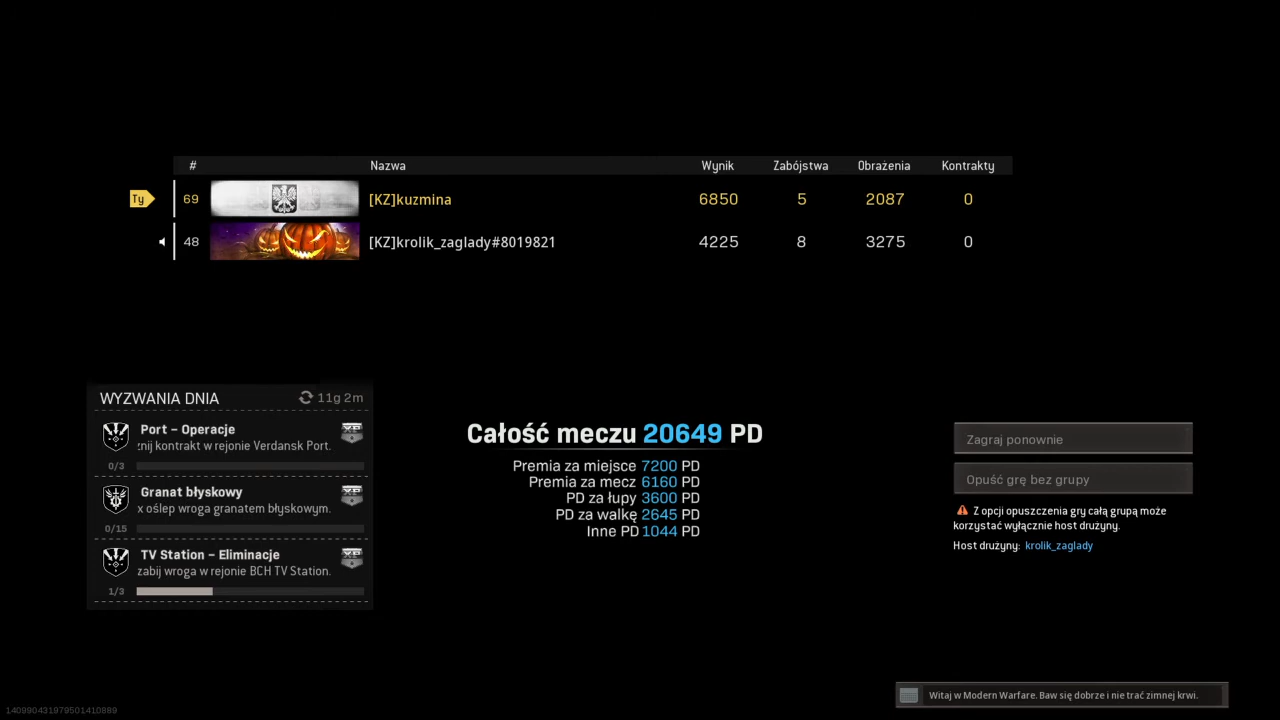 # Nazwa Wynik Zabójstwa Obrażenia Kontrakty
Ty 69 [KZ]kuzmina 6850 5 2087 0
48 [KZ]krolik_zaglady#8019821 4225 8 3275 0
WYZWANIA DNIA 11g 2m
Port – Operacje XP
znij kontrakt w rejonie Verdansk Port.
0/3
Granat błyskowy XP
x oślep wroga granatem błyskowym.
0/15
TV Station – Eliminacje XP
zabij wroga w rejonie BCH TV Station.
1/3
Całość meczu 20649 PD
Premia za miejsce 7200 PD
Premia za mecz 6160 PD
PD za łupy 3600 PD
PD za walkę 2645 PD
Inne PD 1044 PD
Zagraj ponownie
Opuść grę bez grupy
Z opcji opuszczenia gry całą grupą może
korzystać wyłącznie host drużyny.
Host drużyny: krolik_zaglady
Witaj w Modern Warfare. Baw się dobrze i nie trać zimnej krwi.